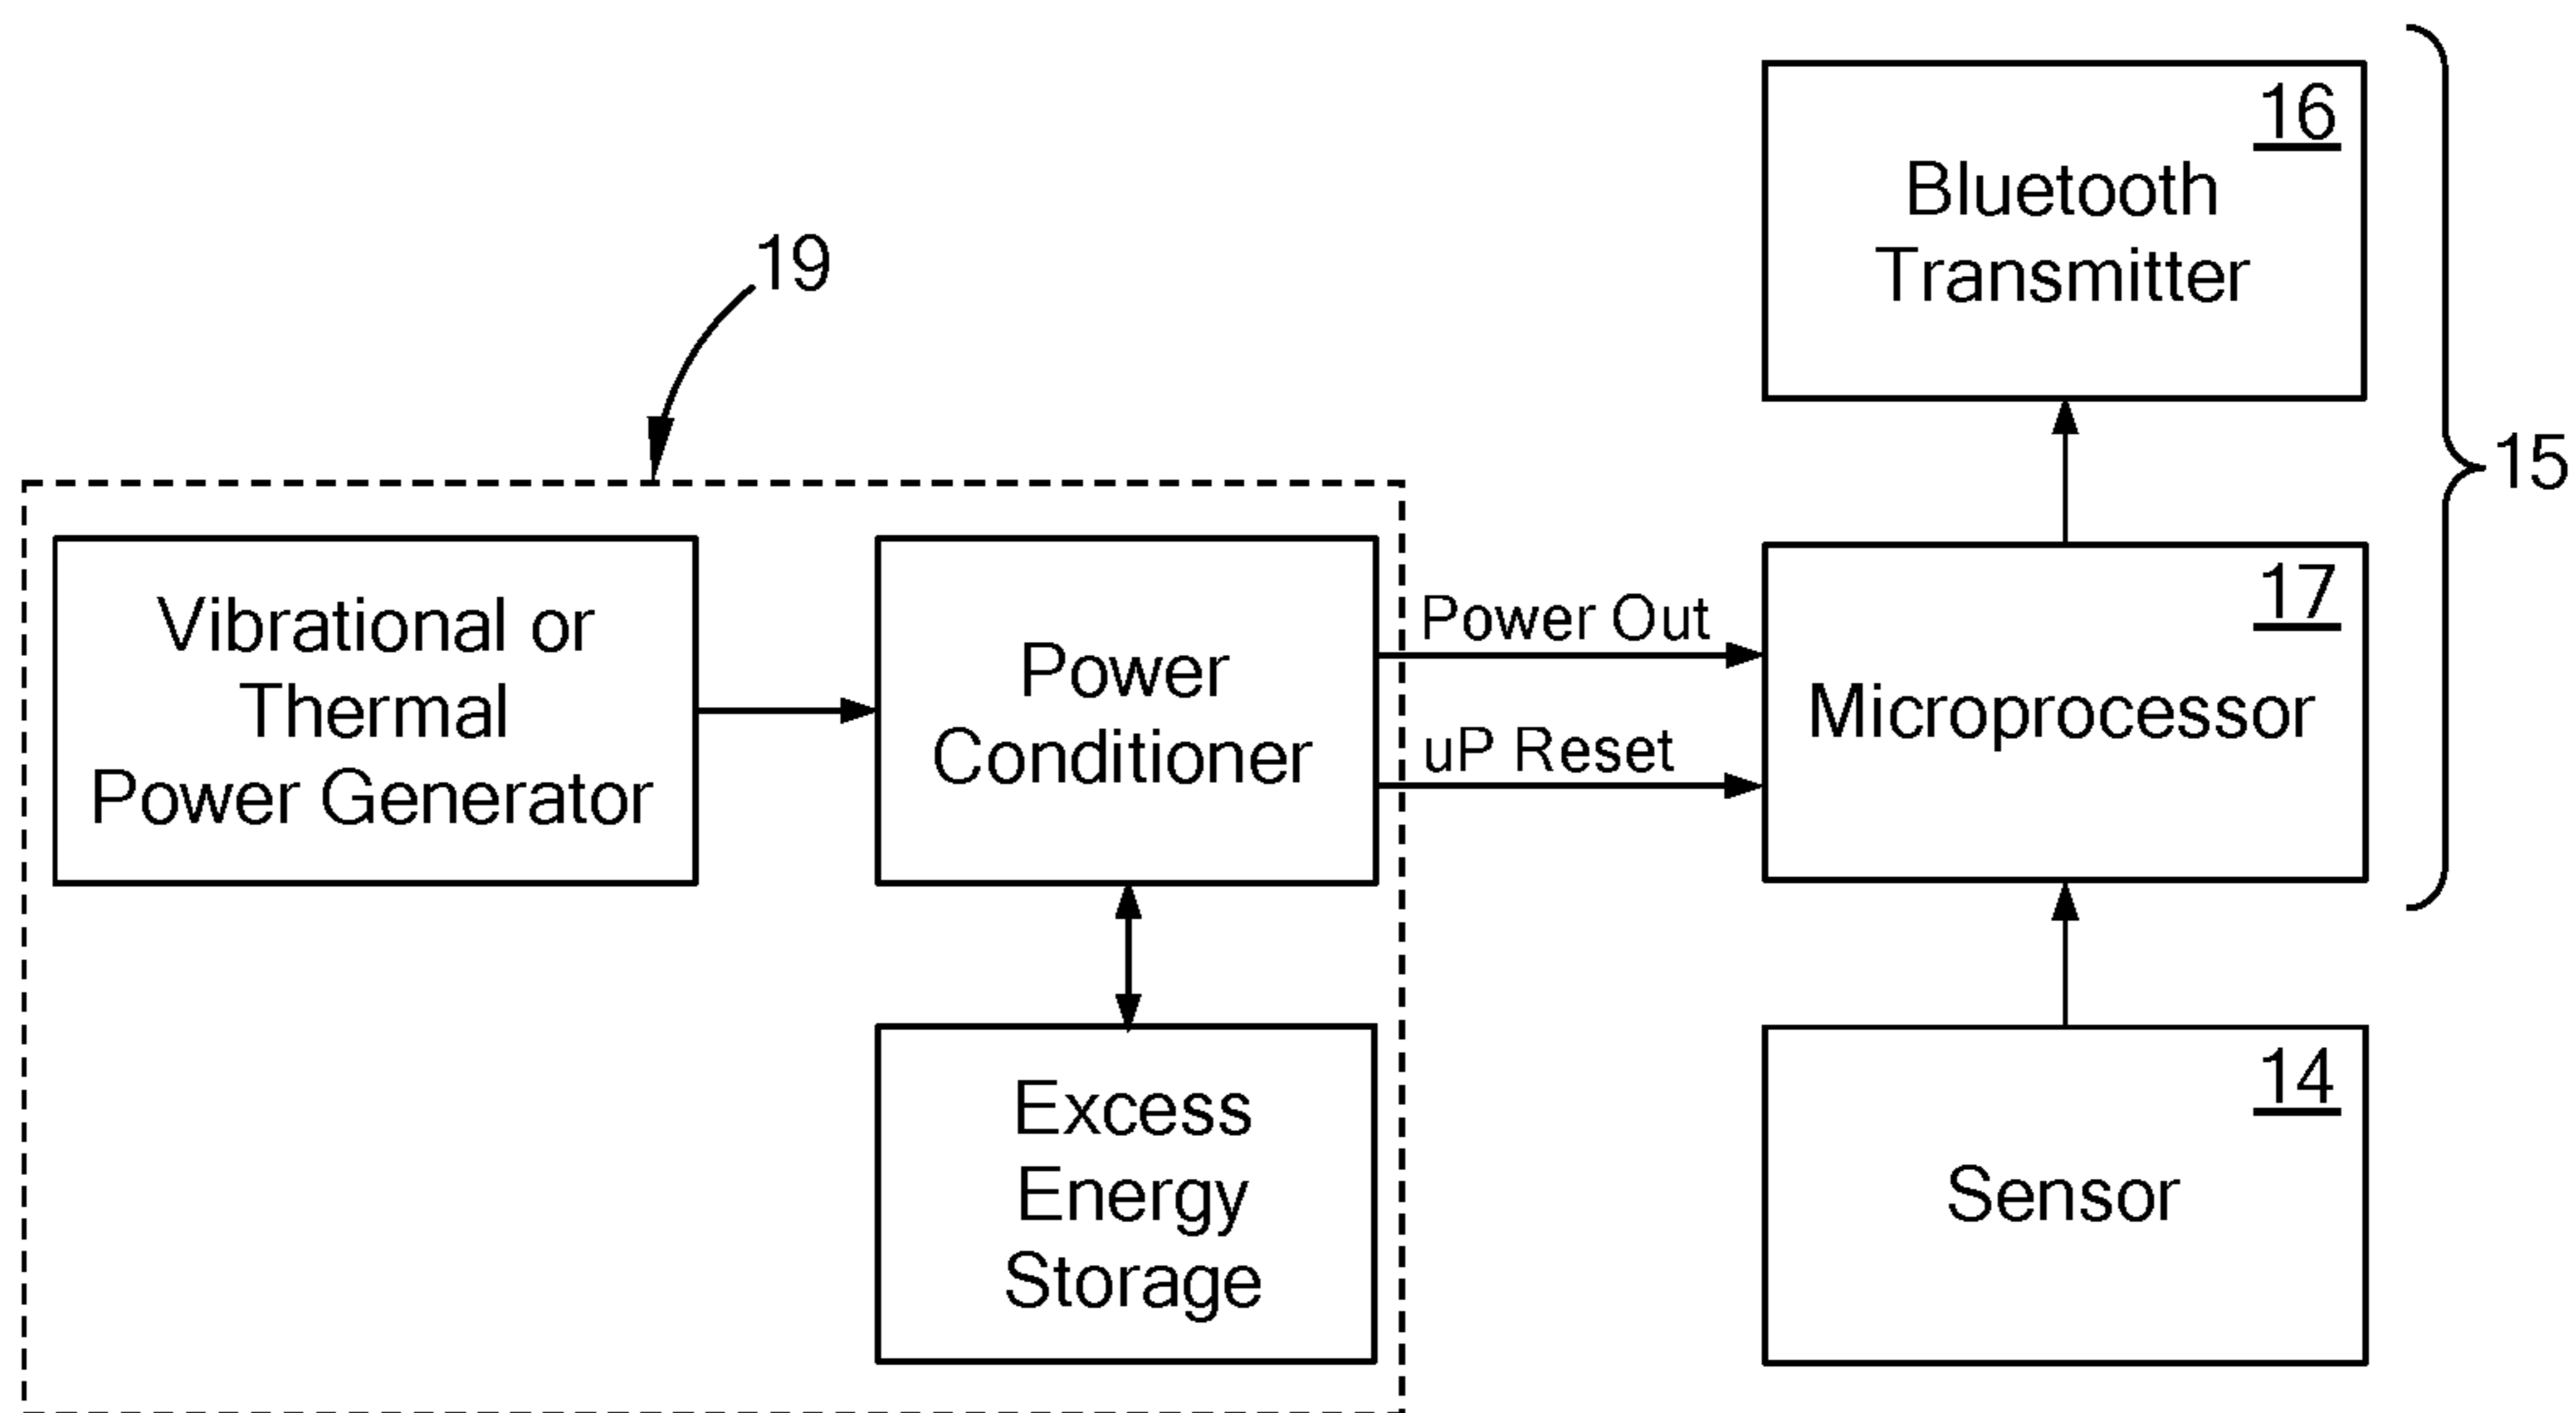 16
Bluetooth
Transmitter
19
15
Vibrational or
Thermal
Power Generator
Power
Conditioner
Power Out
uP Reset
17
Microprocessor
Excess
Energy
Storage
14
Sensor